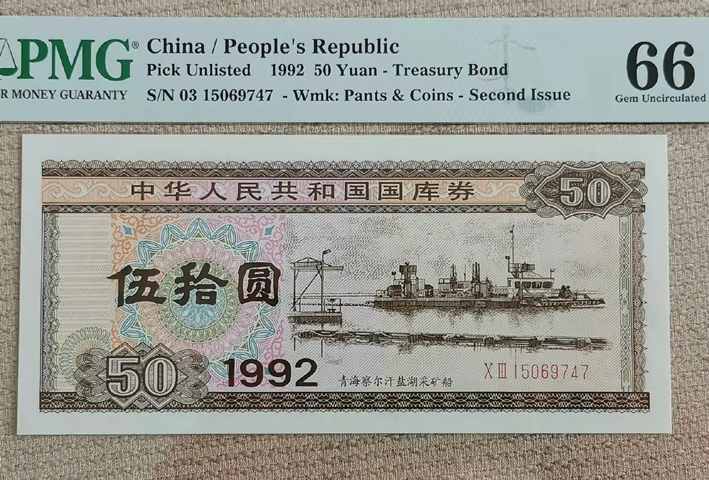 PMG®
R MONEY GUARANTY
China / People's Republic
Pick Unlisted 1992 50 Yuan - Treasury Bond
S/N 03 15069747 - Wmk: Pants & Coins - Second Issue
66
Gem Uncirculated
中华人民共和国国库券
50
伍拾圆
50
1992
青海察尔汗盐湖采矿船
XIII 15069747